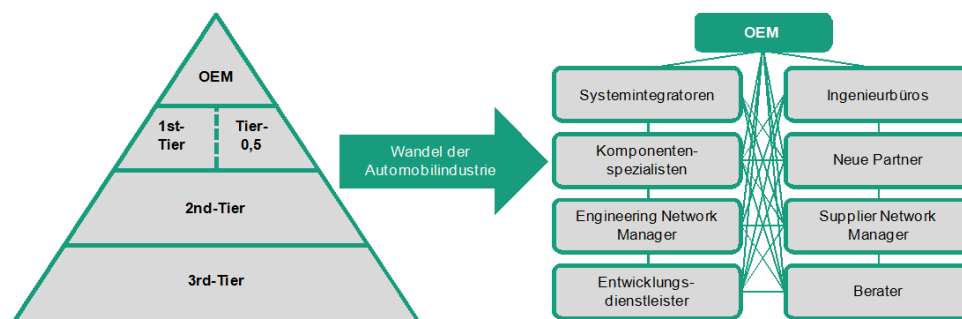 OEM
1st-
Tier
Tier-
0,5
2nd-Tier
3rd-Tier
Wandel der
Automobilindustrie
OEM
Systemintegratoren
Komponenten-
spezialisten
Engineering Network
Manager
Entwicklungs-
dienstleister
Ingenieurbüros
Neue Partner
Supplier Network
Manager
Berater